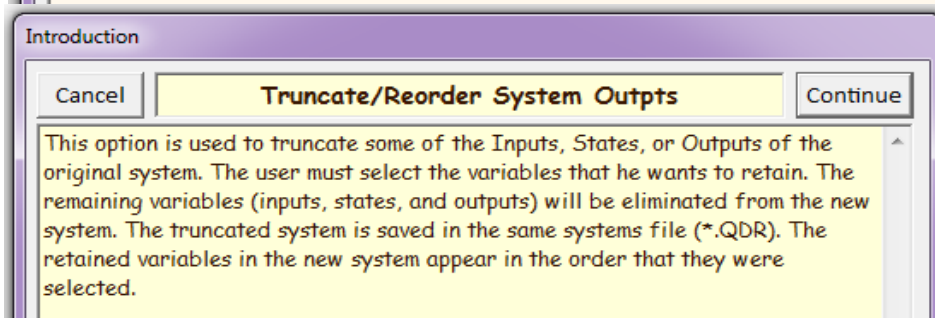 Introduction
Cancel
Truncate/Reorder System Outpts
Continue
This option is used to truncate some of the Inputs, States, or Outputs of the
original system. The user must select the variables that he wants to retain. The
remaining variables (inputs, states, and outputs) will be eliminated from the new
system. The truncated system is saved in the same systems file (*.QDR). The
retained variables in the new system appear in the order that they were
selected.